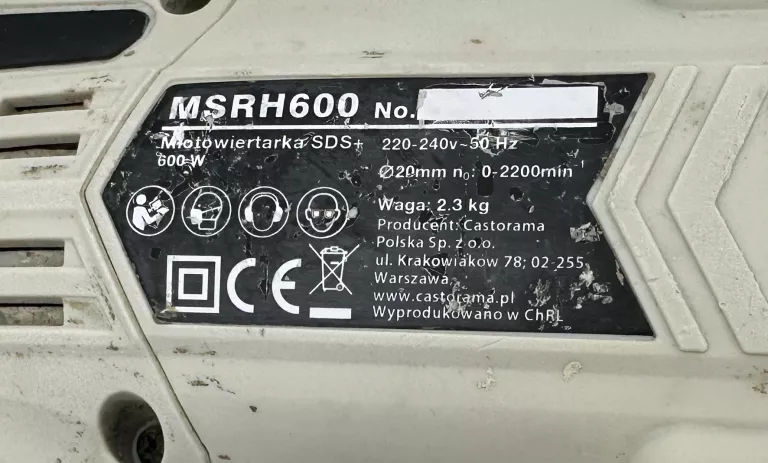 MSRH600 No.
Młotowiertarka SDS+ 220-240v~50 Hz
600 W
Ø20mm n₀: 0-2200min⁻¹
Waga: 2.3 kg
Producent: Castorama
Polska Sp. z o.o.
ul. Krakowiaków 78; 02-255
Warszawa
www.castorama.pl
Wyprodukowano w ChRL
CE